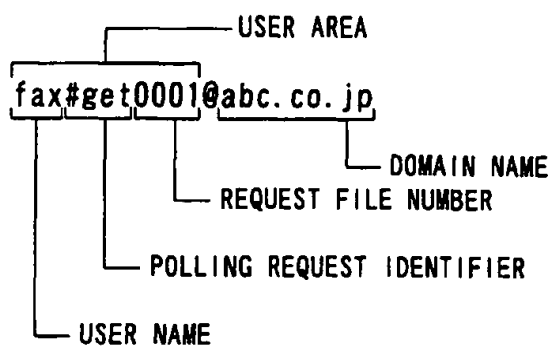 USER AREA
fax#get0001@abc.co.jp
DOMAIN NAME
REQUEST FILE NUMBER
POLLING REQUEST IDENTIFIER
USER NAME